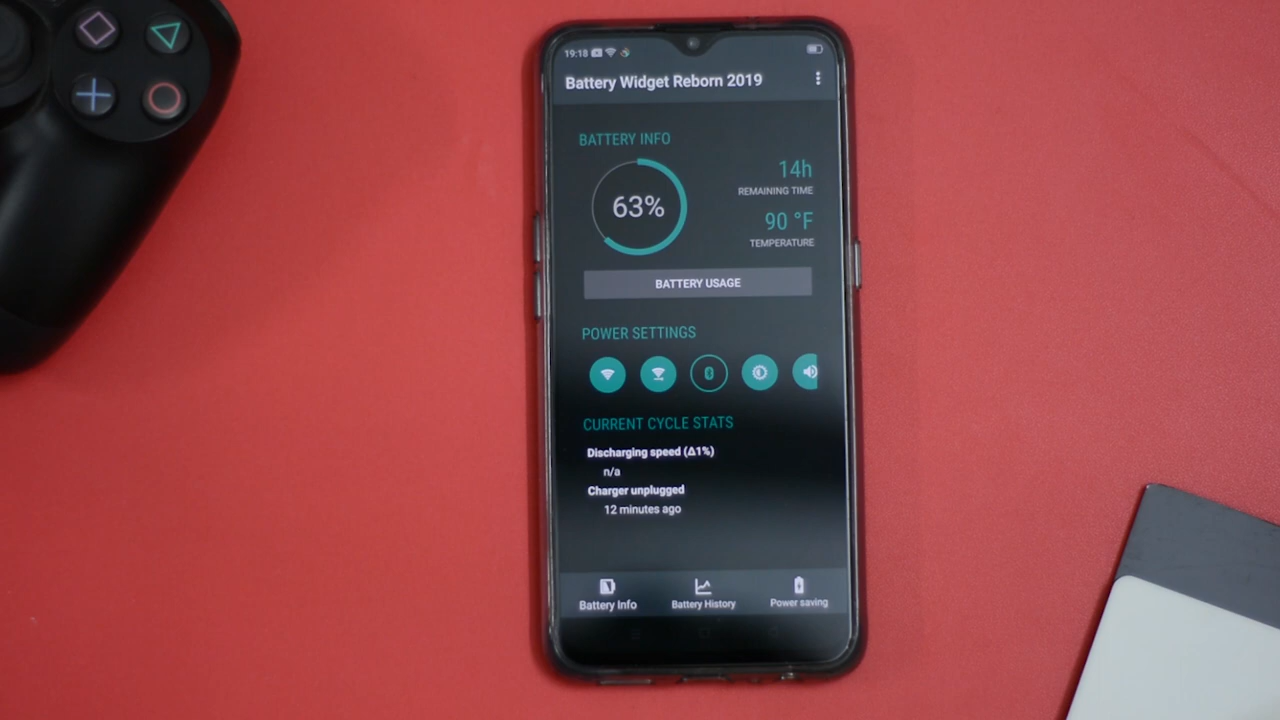 19:18
Battery Widget Reborn 2019
BATTERY INFO
63%
14h
REMAINING TIME
90 °F
TEMPERATURE
BATTERY USAGE
POWER SETTINGS
CURRENT CYCLE STATS
Discharging speed (Δ1%)
n/a
Charger unplugged
12 minutes ago
Battery Info
Battery History
Power saving